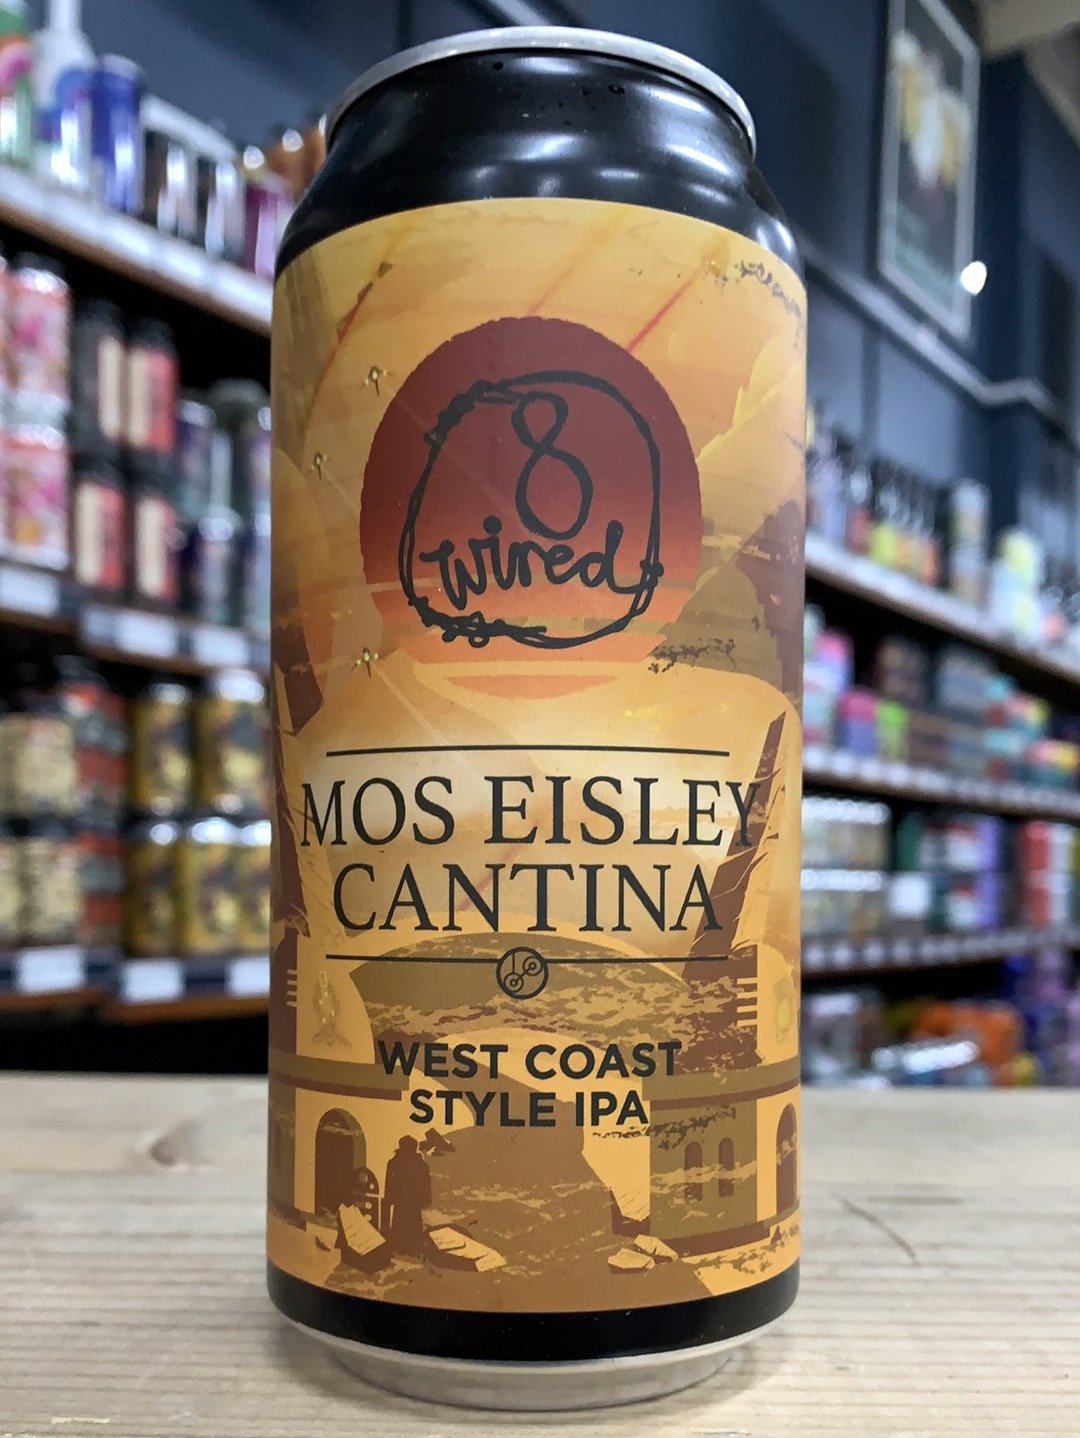 8
wired
MOS EISLEY
CANTINA
WEST COAST
STYLE IPA